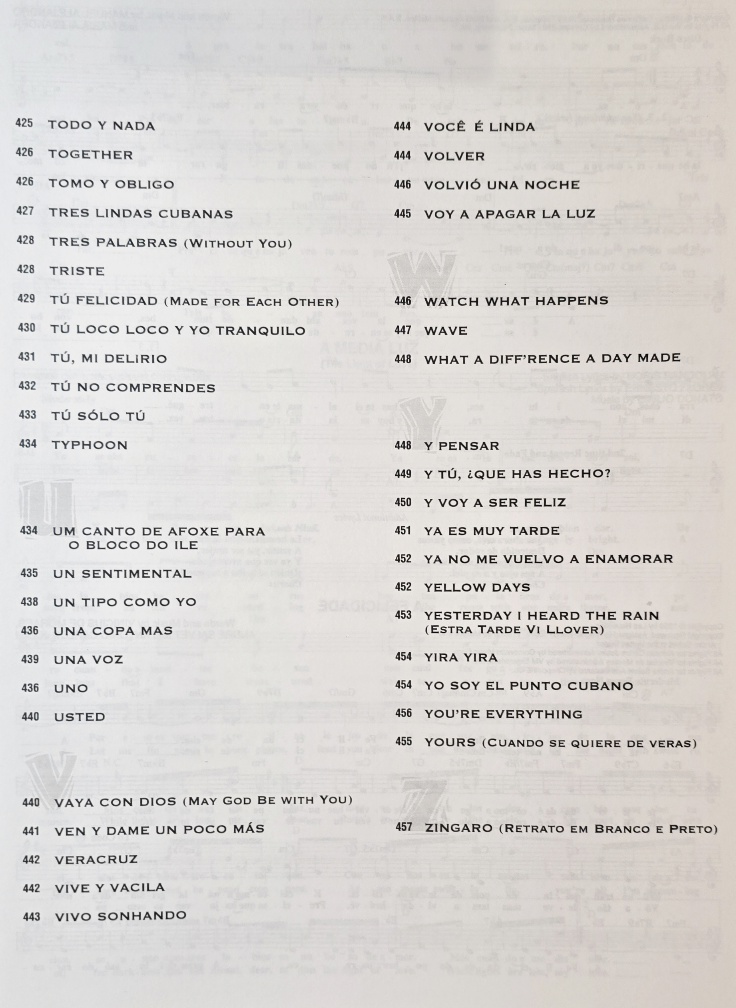 425 TODO Y NADA
426 TOGETHER
426 TOMO Y OBLIGO
427 TRES LINDAS CUBANAS
428 TRES PALABRAS (WITHOUT YOU)
428 TRISTE
429 TÚ FELICIDAD (MADE FOR EACH OTHER)
430 TÚ LOCO LOCO Y YO TRANQUILO
431 TÚ, MI DELIRIO
432 TÚ NO COMPRENDES
433 TÚ SÓLO TÚ
434 TYPHOON
U
434 UM CANTO DE AFOXE PARA
O BLOCO DO ILE
435 UN SENTIMENTAL
438 UN TIPO COMO YO
436 UNA COPA MAS
439 UNA VOZ
436 UNO
440 USTED
V
440 VAYA CON DIOS (MAY GOD BE WITH YOU)
441 VEN Y DAME UN POCO MÁS
442 VERACRUZ
442 VIVE Y VACILA
443 VIVO SONHANDO
444 VOCÊ É LINDA
444 VOLVER
446 VOLVIÓ UNA NOCHE
445 VOY A APAGAR LA LUZ
W
446 WATCH WHAT HAPPENS
447 WAVE
448 WHAT A DIFF'RENCE A DAY MADE
Y
448 Y PENSAR
449 Y TÚ, ¿QUE HAS HECHO?
450 Y VOY A SER FELIZ
451 YA ES MUY TARDE
452 YA NO ME VUELVO A ENAMORAR
452 YELLOW DAYS
453 YESTERDAY I HEARD THE RAIN
(ESTRA TARDE VI LLOVER)
454 YIRA YIRA
454 YO SOY EL PUNTO CUBANO
456 YOU'RE EVERYTHING
455 YOURS (CUANDO SE QUIERE DE VERAS)
Z
457 ZINGARO (RETRATO EM BRANCO E PRETO)